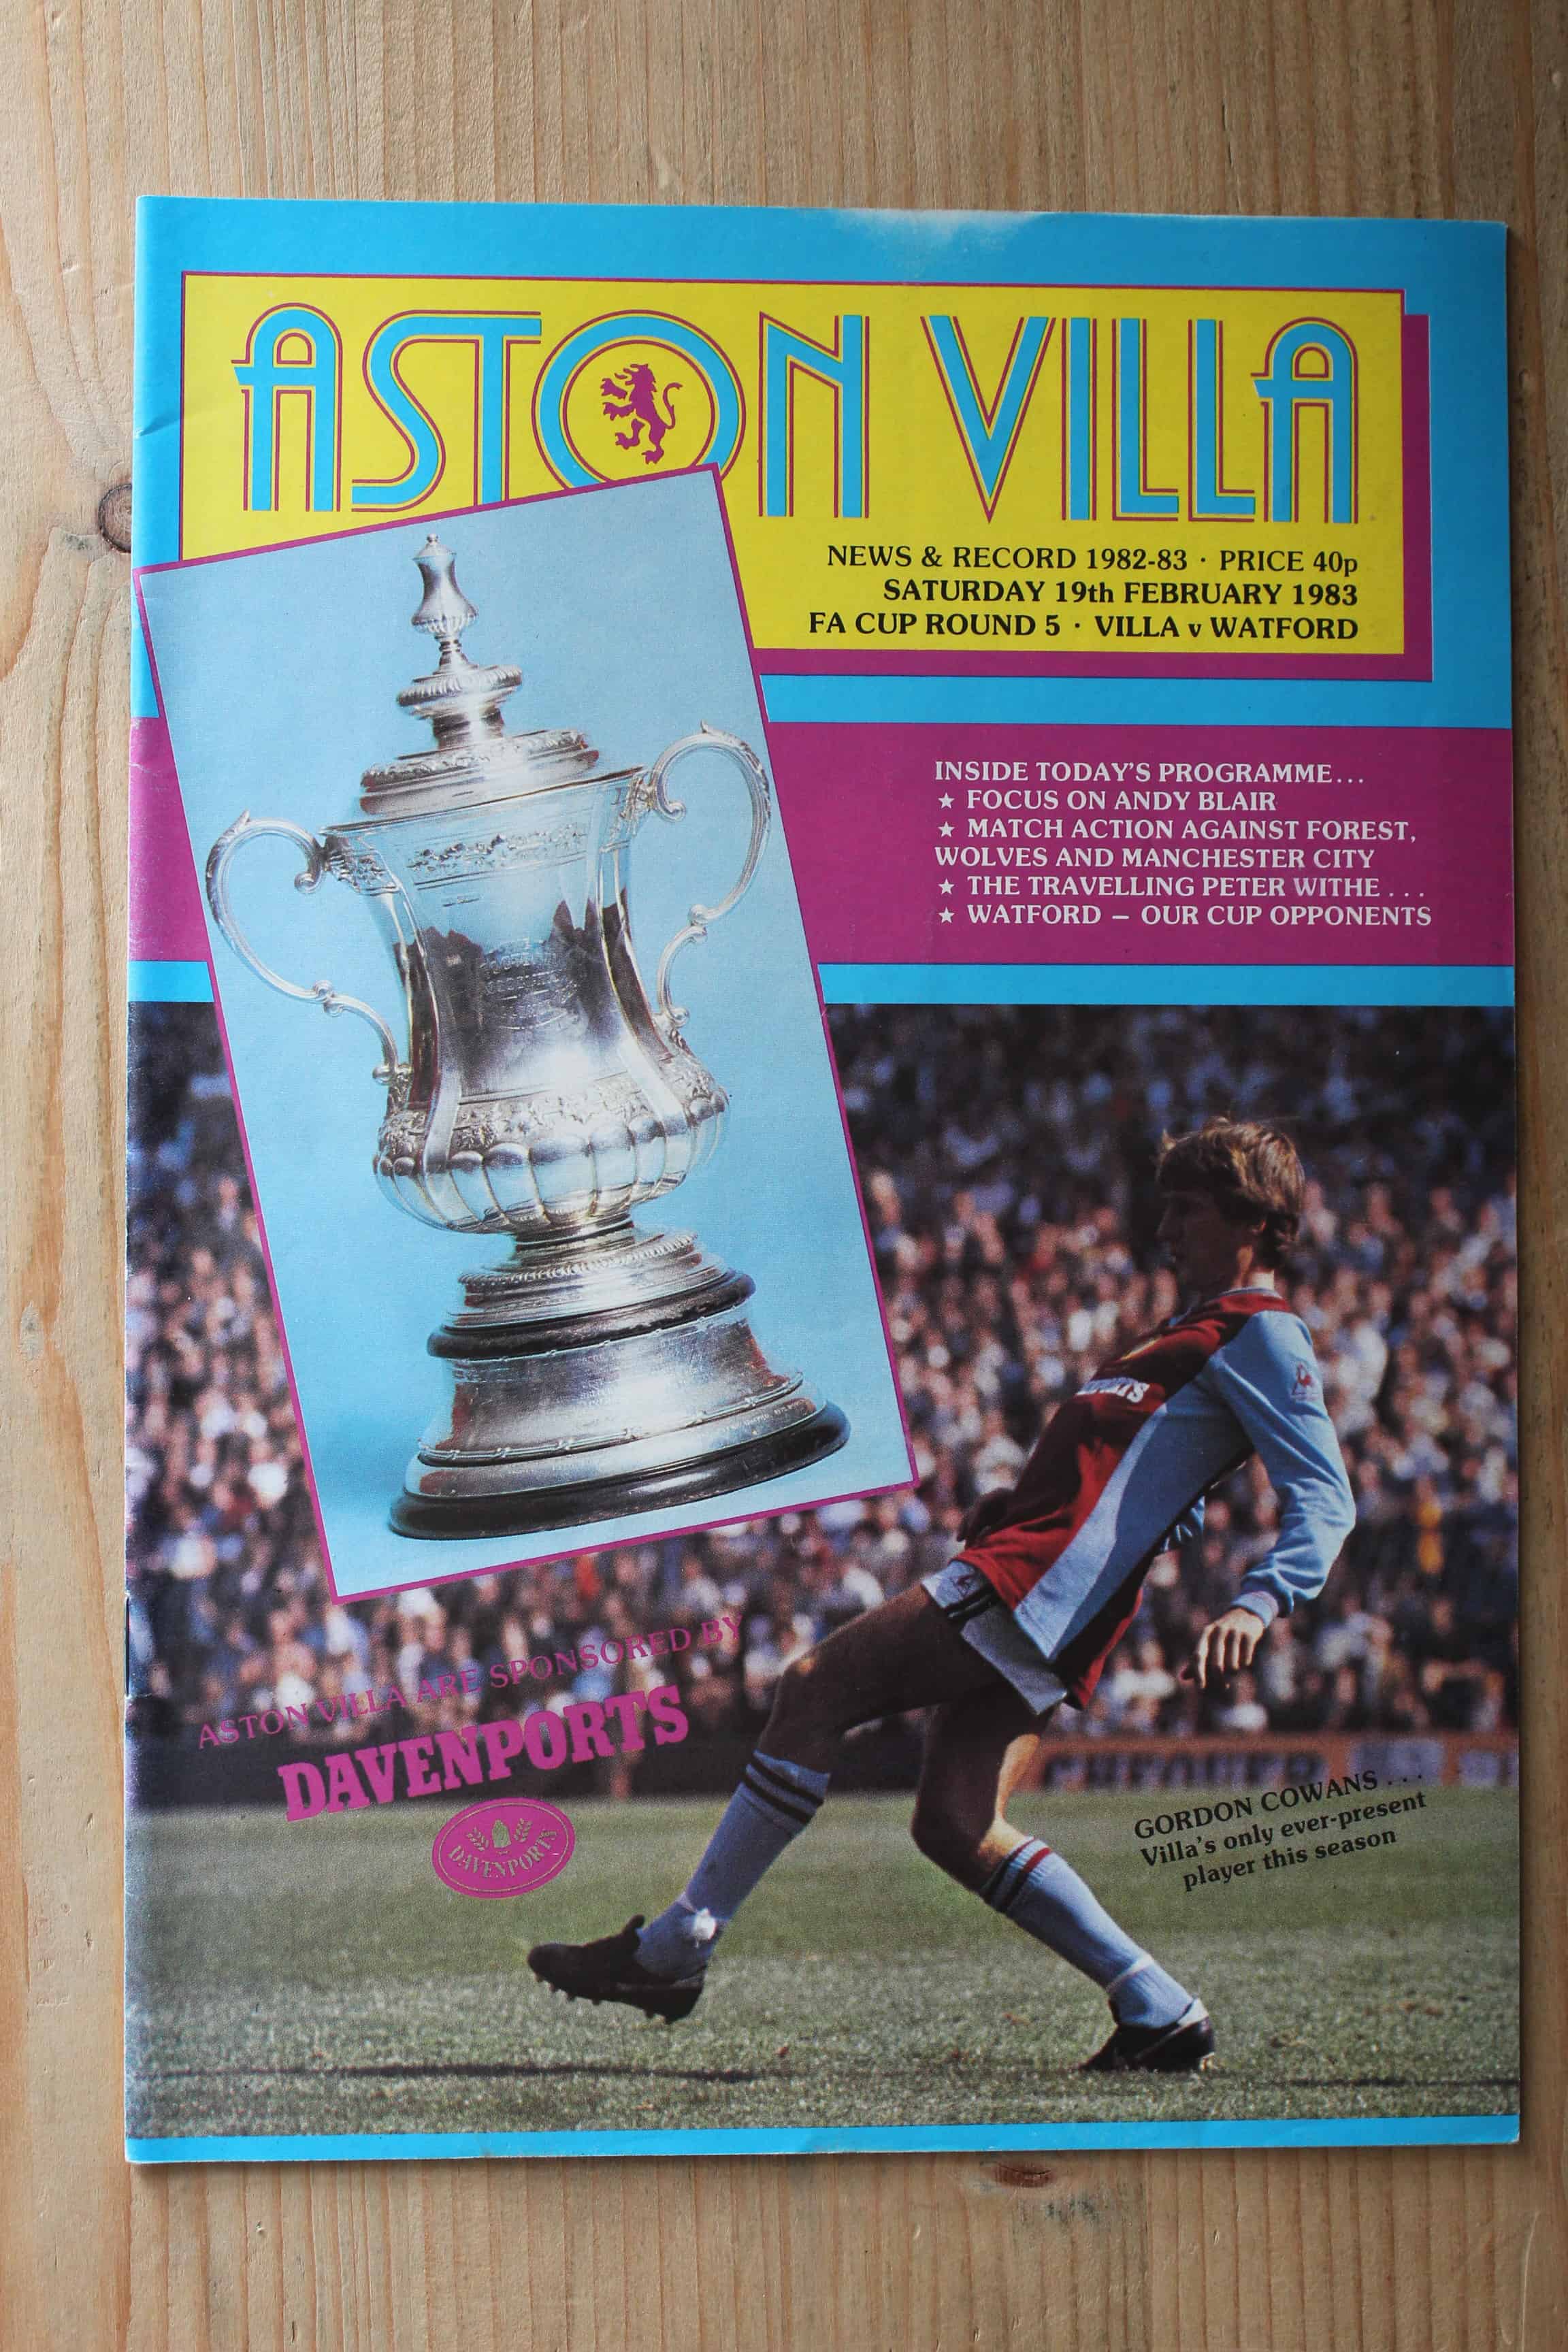 ASTON VILLA
NEWS & RECORD 1982-83 · PRICE 40p
SATURDAY 19th FEBRUARY 1983
FA CUP ROUND 5 · VILLA v WATFORD
INSIDE TODAY'S PROGRAMME...
★ FOCUS ON ANDY BLAIR
★ MATCH ACTION AGAINST FOREST,
WOLVES AND MANCHESTER CITY
★ THE TRAVELLING PETER WITHE . . .
★ WATFORD – OUR CUP OPPONENTS
ASTON VILLA ARE SPONSORED BY
DAVENPORTS
DAVENPORTS
CHEQUER
GORDON COWANS . . .
Villa's only ever-present
player this season